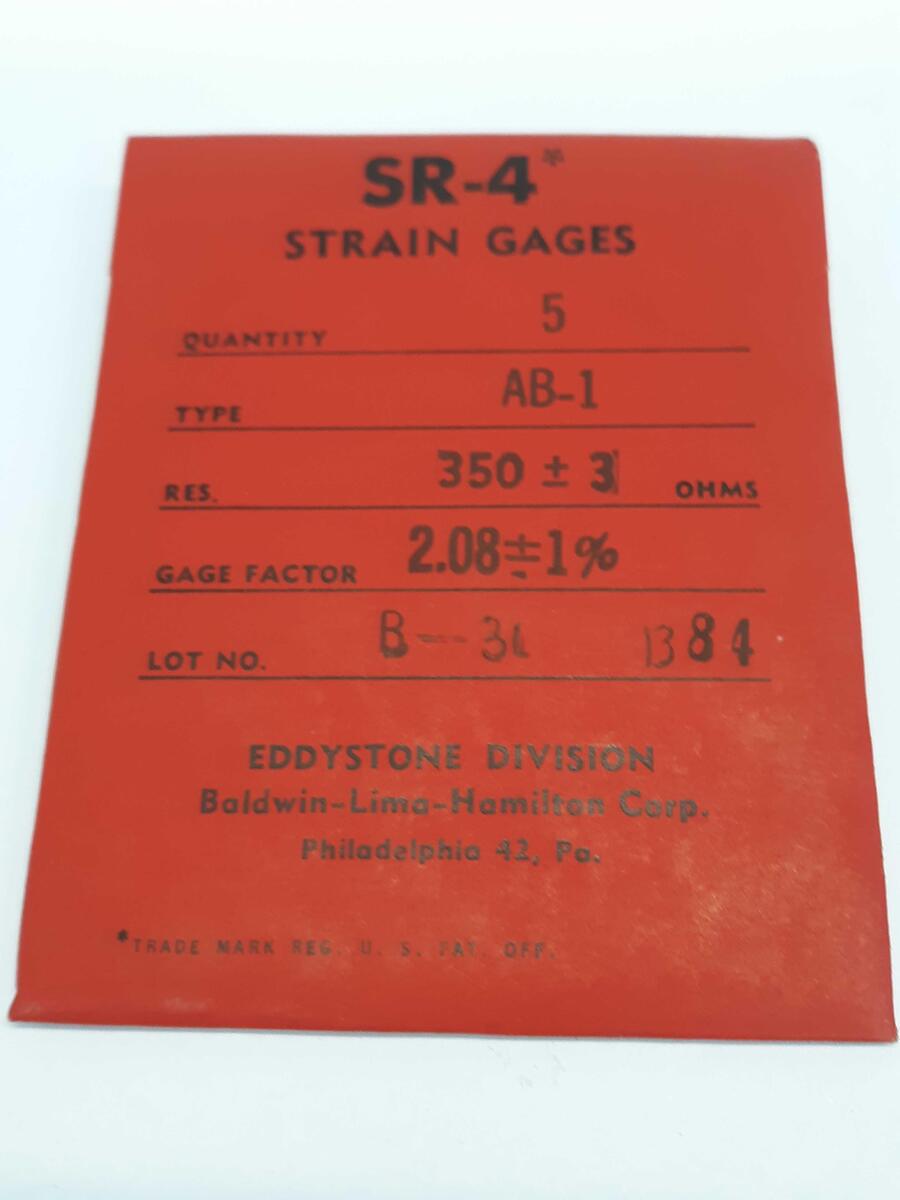 SR-4*
STRAIN GAGES
QUANTITY 5
TYPE AB-1
RES. 350 ± 3 OHMS
GAGE FACTOR 2.08±1%
LOT NO. B-- 1384
EDDYSTONE DIVISION
Baldwin-Lima-Hamilton Corp.
Philadelphia 42, Pa.
*TRADE MARK REG. U. S. PAT. OFF.